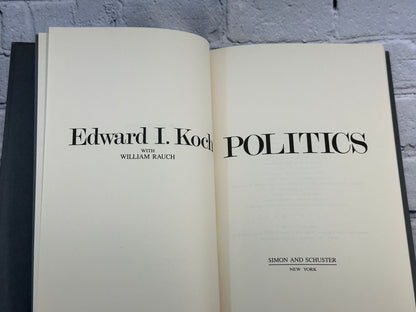 Edward I. Koch
WITH
WILLIAM RAUCH
POLITICS
SIMON AND SCHUSTER
NEW YORK